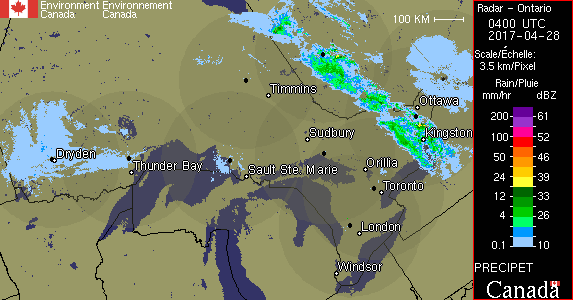 Environment Environnement
Canada Canada
100 KM
Timmins
Ottawa
Sudbury
Kingston
Dryden
Thunder Bay
Sault Ste. Marie
Orillia
Toronto
London
Windsor
Radar - Ontario
0400 UTC
2017-04-28
Scale/Échelle:
3.5 km/Pixel
Rain/Pluie
mm/hr dBZ
200 61
100 52
50 46
24 39
12 33
4 26
0.1 10
PRECIPET
Canada